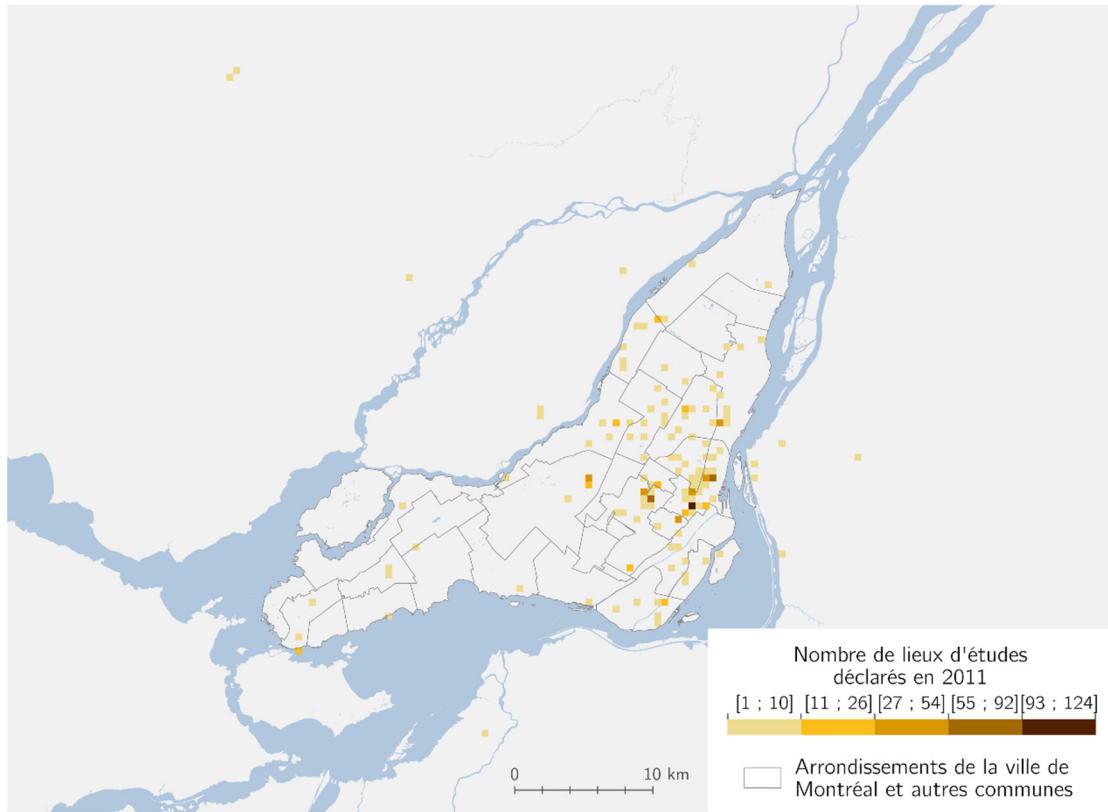 Nombre de lieux d'études
déclarés en 2011
[1 ; 10] [11 ; 26] [27 ; 54] [55 ; 92] [93 ; 124]
0 10 km
Arrondissements de la ville de
Montréal et autres communes